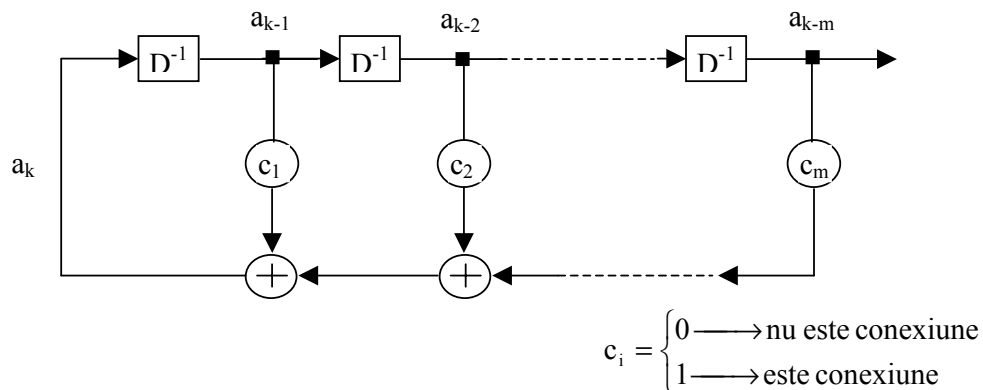 a_{k-1} a_{k-2} a_{k-m}
D^{-1} D^{-1} D^{-1}
a_k c_1 c_2 c_m
+ +
c_i = { 0 → nu este conexiune
1 → este conexiune